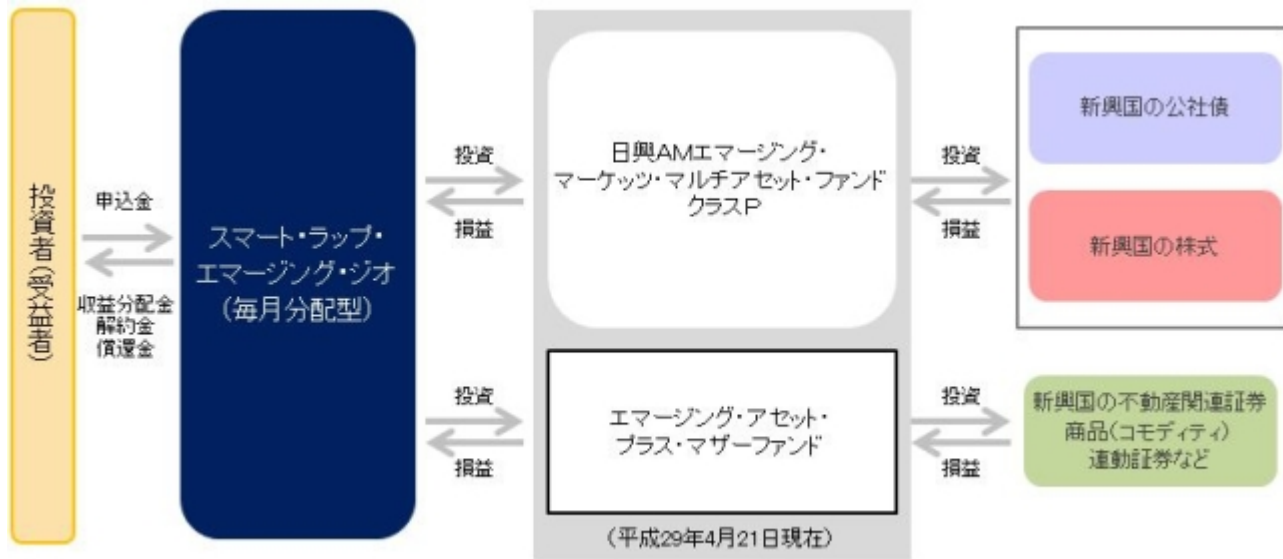 投資者(受益者)
申込金
収益分配金
解約金
償還金
スマート・ラップ・
エマージング・ジオ
(毎月分配型)
投資
損益
日興AMエマージング・
マーケッツ・マルチアセット・ファンド
クラスP
投資
損益
新興国の公社債
新興国の株式
投資
損益
エマージング・アセット・
プラス・マザーファンド
投資
損益
新興国の不動産関連証券
商品(コモディティ)
連動証券など
(平成29年4月21日現在)